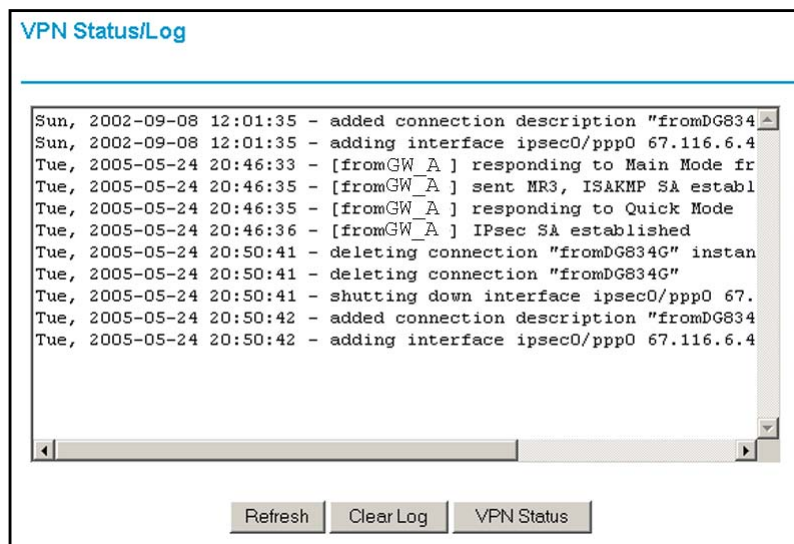 VPN Status/Log
Sun, 2002-09-08 12:01:35 - added connection description "fromDG834
Sun, 2002-09-08 12:01:35 - adding interface ipsec0/ppp0 67.116.6.4
Tue, 2005-05-24 20:46:33 - [fromGW_A ] responding to Main Mode fr
Tue, 2005-05-24 20:46:35 - [fromGW_A ] sent MR3, ISAKMP SA establ
Tue, 2005-05-24 20:46:35 - [fromGW_A ] responding to Quick Mode
Tue, 2005-05-24 20:46:36 - [fromGW_A ] IPsec SA established
Tue, 2005-05-24 20:50:41 - deleting connection "fromDG834G" instan
Tue, 2005-05-24 20:50:41 - deleting connection "fromDG834G"
Tue, 2005-05-24 20:50:41 - shutting down interface ipsec0/ppp0 67.
Tue, 2005-05-24 20:50:42 - added connection description "fromDG834
Tue, 2005-05-24 20:50:42 - adding interface ipsec0/ppp0 67.116.6.4
Refresh Clear Log VPN Status